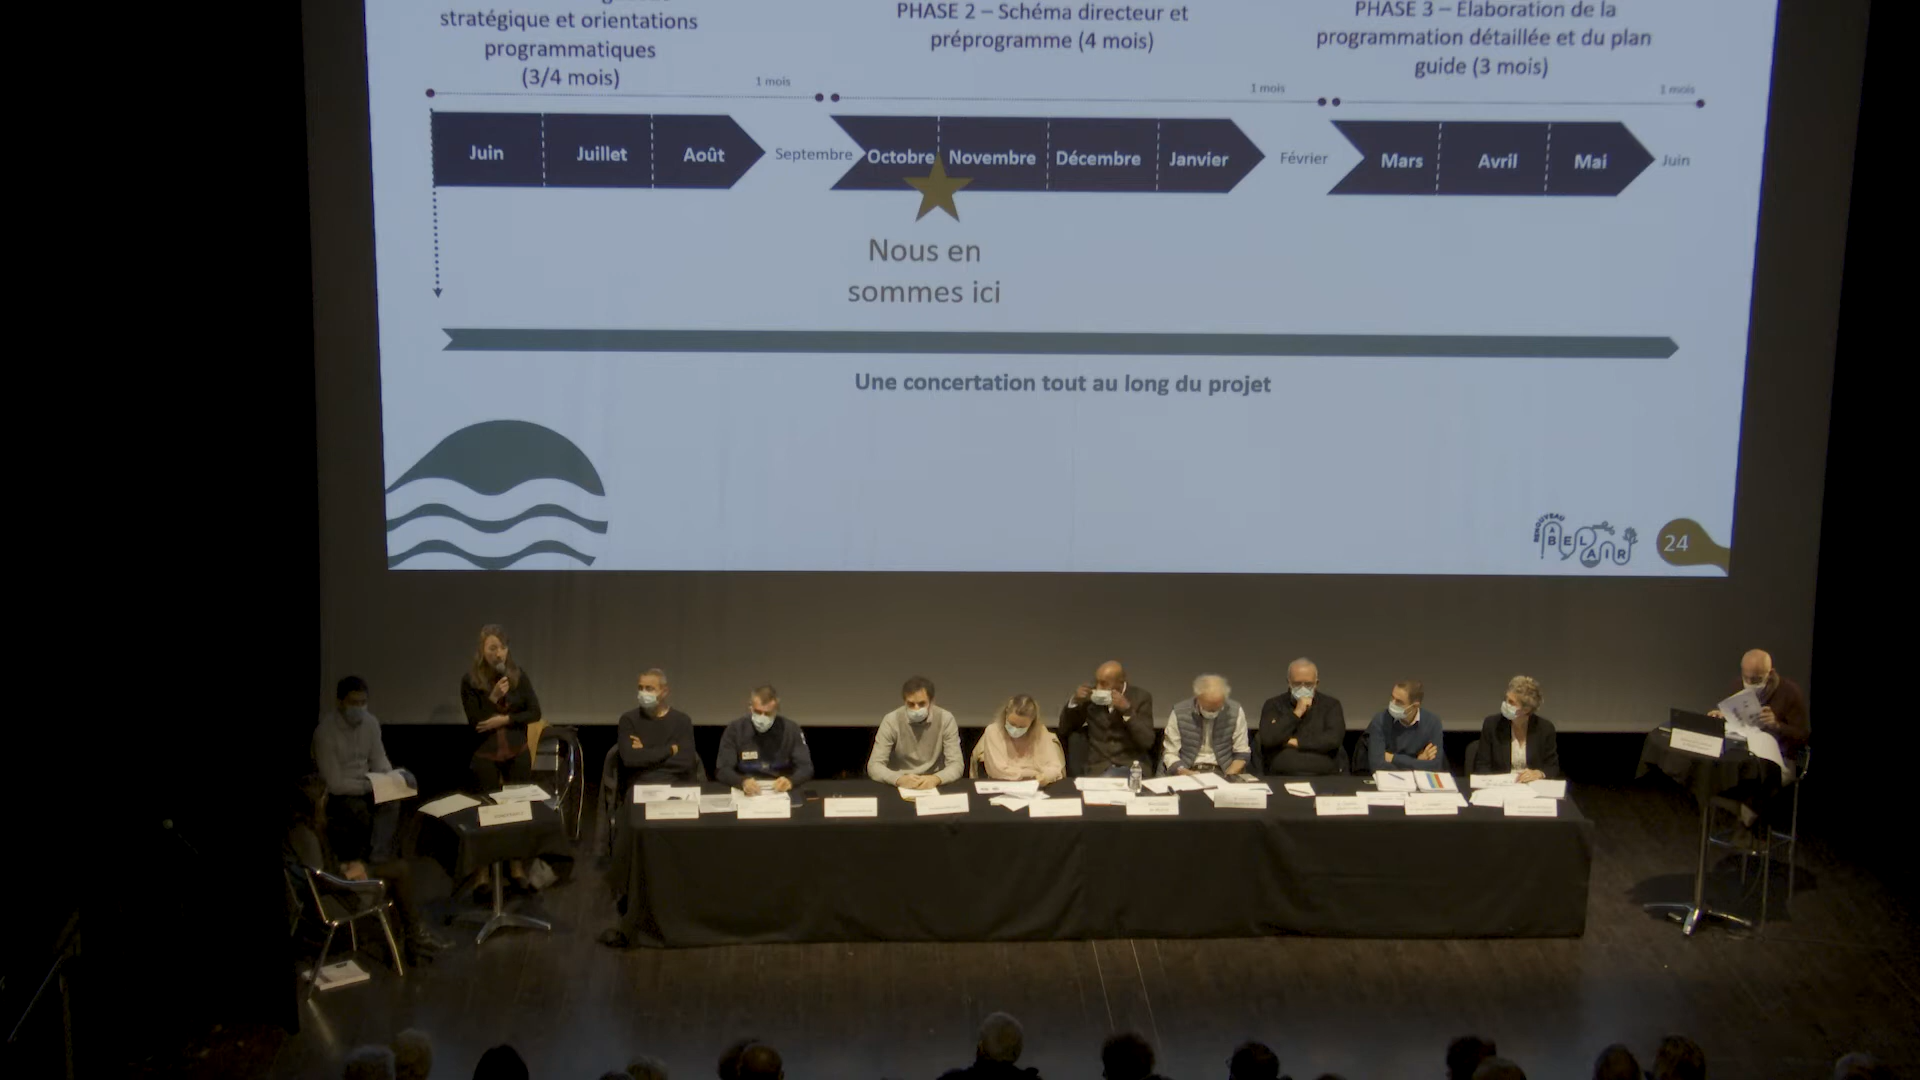 stratégique et orientations
programmatiques
(3/4 mois)
PHASE 2 – Schéma directeur et
préprogramme (4 mois)
PHASE 3 – Elaboration de la
programmation détaillée et du plan
guide (3 mois)
1 mois
1 mois
1 mois
Juin
Juillet
Août
Septembre
Octobre
Novembre
Décembre
Janvier
Février
Mars
Avril
Mai
Juin
Nous en
sommes ici
Une concertation tout au long du projet
RENOUVEAU
A BEL AIR
24